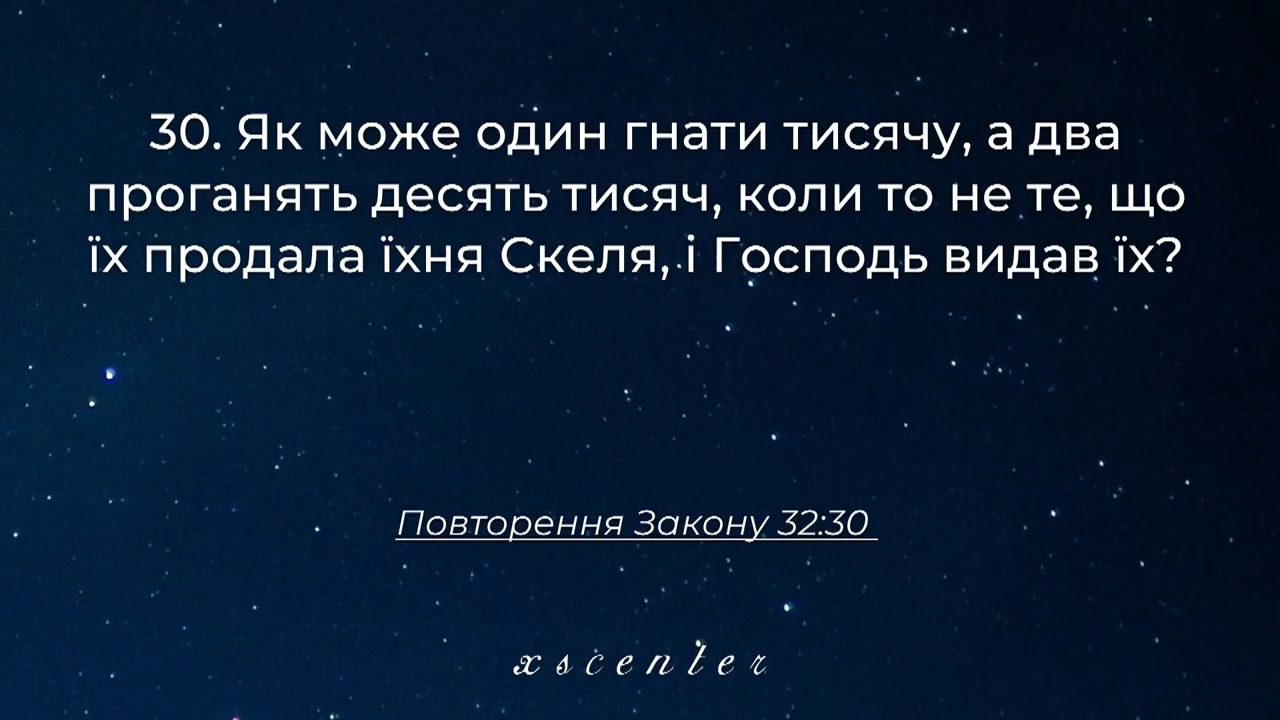 30. Як може один гнати тисячу, а два
проганять десять тисяч, коли то не те, що
їх продала їхня Скеля, і Господь видав їх?
Повторення Закону 32:30
xscenter